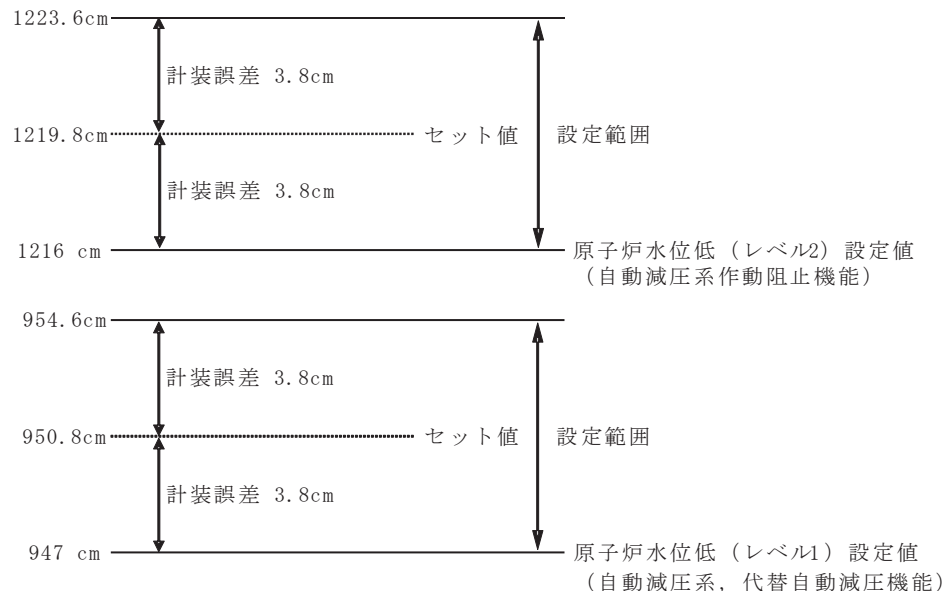 1223.6cm
計装誤差 3.8cm
1219.8cm セット値 設定範囲
計装誤差 3.8cm
1216 cm 原子炉水位低（レベル2）設定値
（自動減圧系作動阻止機能）
954.6cm
計装誤差 3.8cm
950.8cm セット値 設定範囲
計装誤差 3.8cm
947 cm 原子炉水位低（レベル1）設定値
（自動減圧系，代替自動減圧機能）